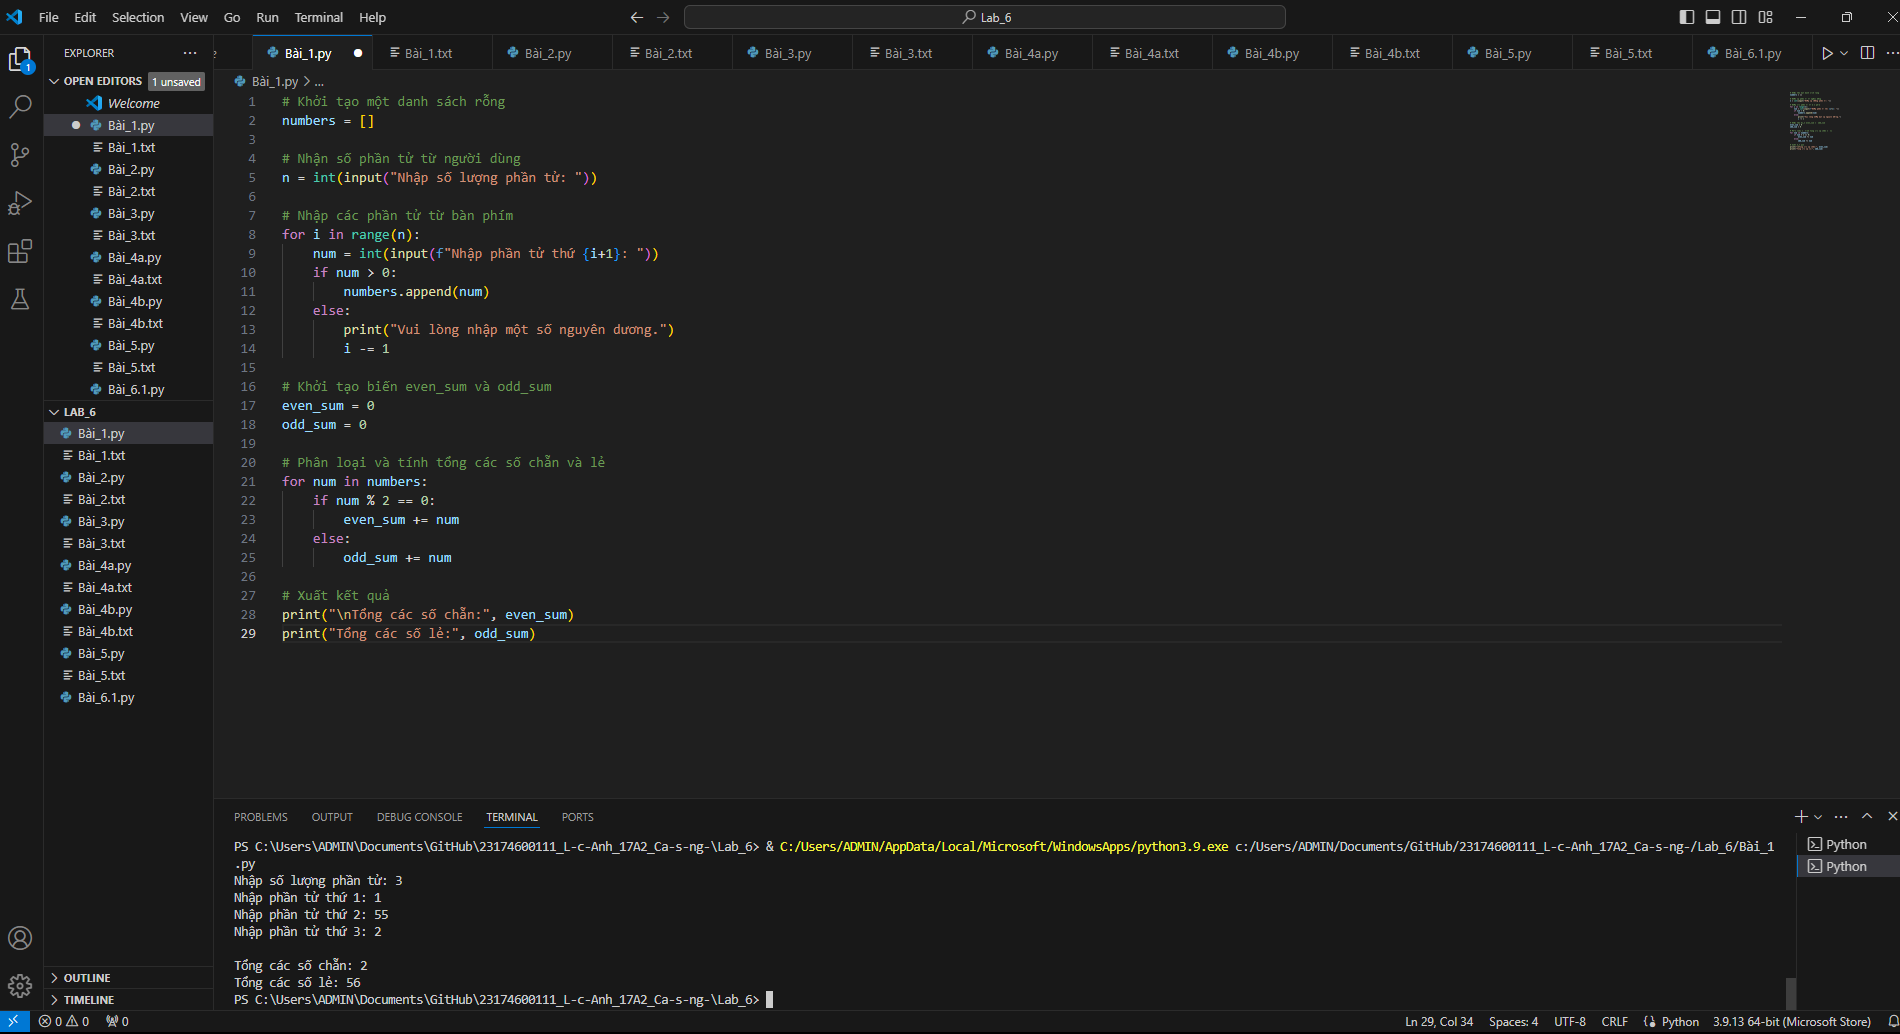 File Edit Selection View Go Run Terminal Help
Lab_6
EXPLORER
OPEN EDITORS 1 unsaved
Welcome
Bài_1.py
Bài_1.txt
Bài_2.py
Bài_2.txt
Bài_3.py
Bài_3.txt
Bài_4a.py
Bài_4a.txt
Bài_4b.py
Bài_4b.txt
Bài_5.py
Bài_5.txt
Bài_6.1.py
LAB_6
Bài_1.py
Bài_1.txt
Bài_2.py
Bài_2.txt
Bài_3.py
Bài_3.txt
Bài_4a.py
Bài_4a.txt
Bài_4b.py
Bài_4b.txt
Bài_5.py
Bài_5.txt
Bài_6.1.py
OUTLINE
TIMELINE
Bài_1.py Bài_1.txt Bài_2.py Bài_2.txt Bài_3.py Bài_3.txt Bài_4a.py Bài_4a.txt Bài_4b.py Bài_4b.txt Bài_5.py Bài_5.txt Bài_6.1.py
Bài_1.py > ...
1 # Khởi tạo một danh sách rỗng
2 numbers = []
3
4 # Nhận số phần tử từ người dùng
5 n = int(input("Nhập số lượng phần tử: "))
6
7 # Nhập các phần tử từ bàn phím
8 for i in range(n):
9 num = int(input(f"Nhập phần tử thứ {i+1}: "))
10 if num > 0:
11 numbers.append(num)
12 else:
13 print("Vui lòng nhập một số nguyên dương.")
14 i -= 1
15
16 # Khởi tạo biến even_sum và odd_sum
17 even_sum = 0
18 odd_sum = 0
19
20 # Phân loại và tính tổng các số chẵn và lẻ
21 for num in numbers:
22 if num % 2 == 0:
23 even_sum += num
24 else:
25 odd_sum += num
26
27 # Xuất kết quả
28 print("\nTổng các số chẵn:", even_sum)
29 print("Tổng các số lẻ:", odd_sum)
PROBLEMS OUTPUT DEBUG CONSOLE TERMINAL PORTS
PS C:\Users\ADMIN\Documents\GitHub\23174600111_L-c-Anh_17A2_Ca-s-ng-\Lab_6> & C:/Users/ADMIN/AppData/Local/Microsoft/WindowsApps/python3.9.exe c:/Users/ADMIN/Documents/GitHub/23174600111_L-c-Anh_17A2_Ca-s-ng-/Lab_6/Bài_1
.py
Nhập số lượng phần tử: 3
Nhập phần tử thứ 1: 1
Nhập phần tử thứ 2: 55
Nhập phần tử thứ 3: 2
Tổng các số chẵn: 2
Tổng các số lẻ: 56
PS C:\Users\ADMIN\Documents\GitHub\23174600111_L-c-Anh_17A2_Ca-s-ng-\Lab_6>
Python
Python
0 0 0 Ln 29, Col 34 Spaces: 4 UTF-8 CRLF Python 3.9.13 64-bit (Microsoft Store)